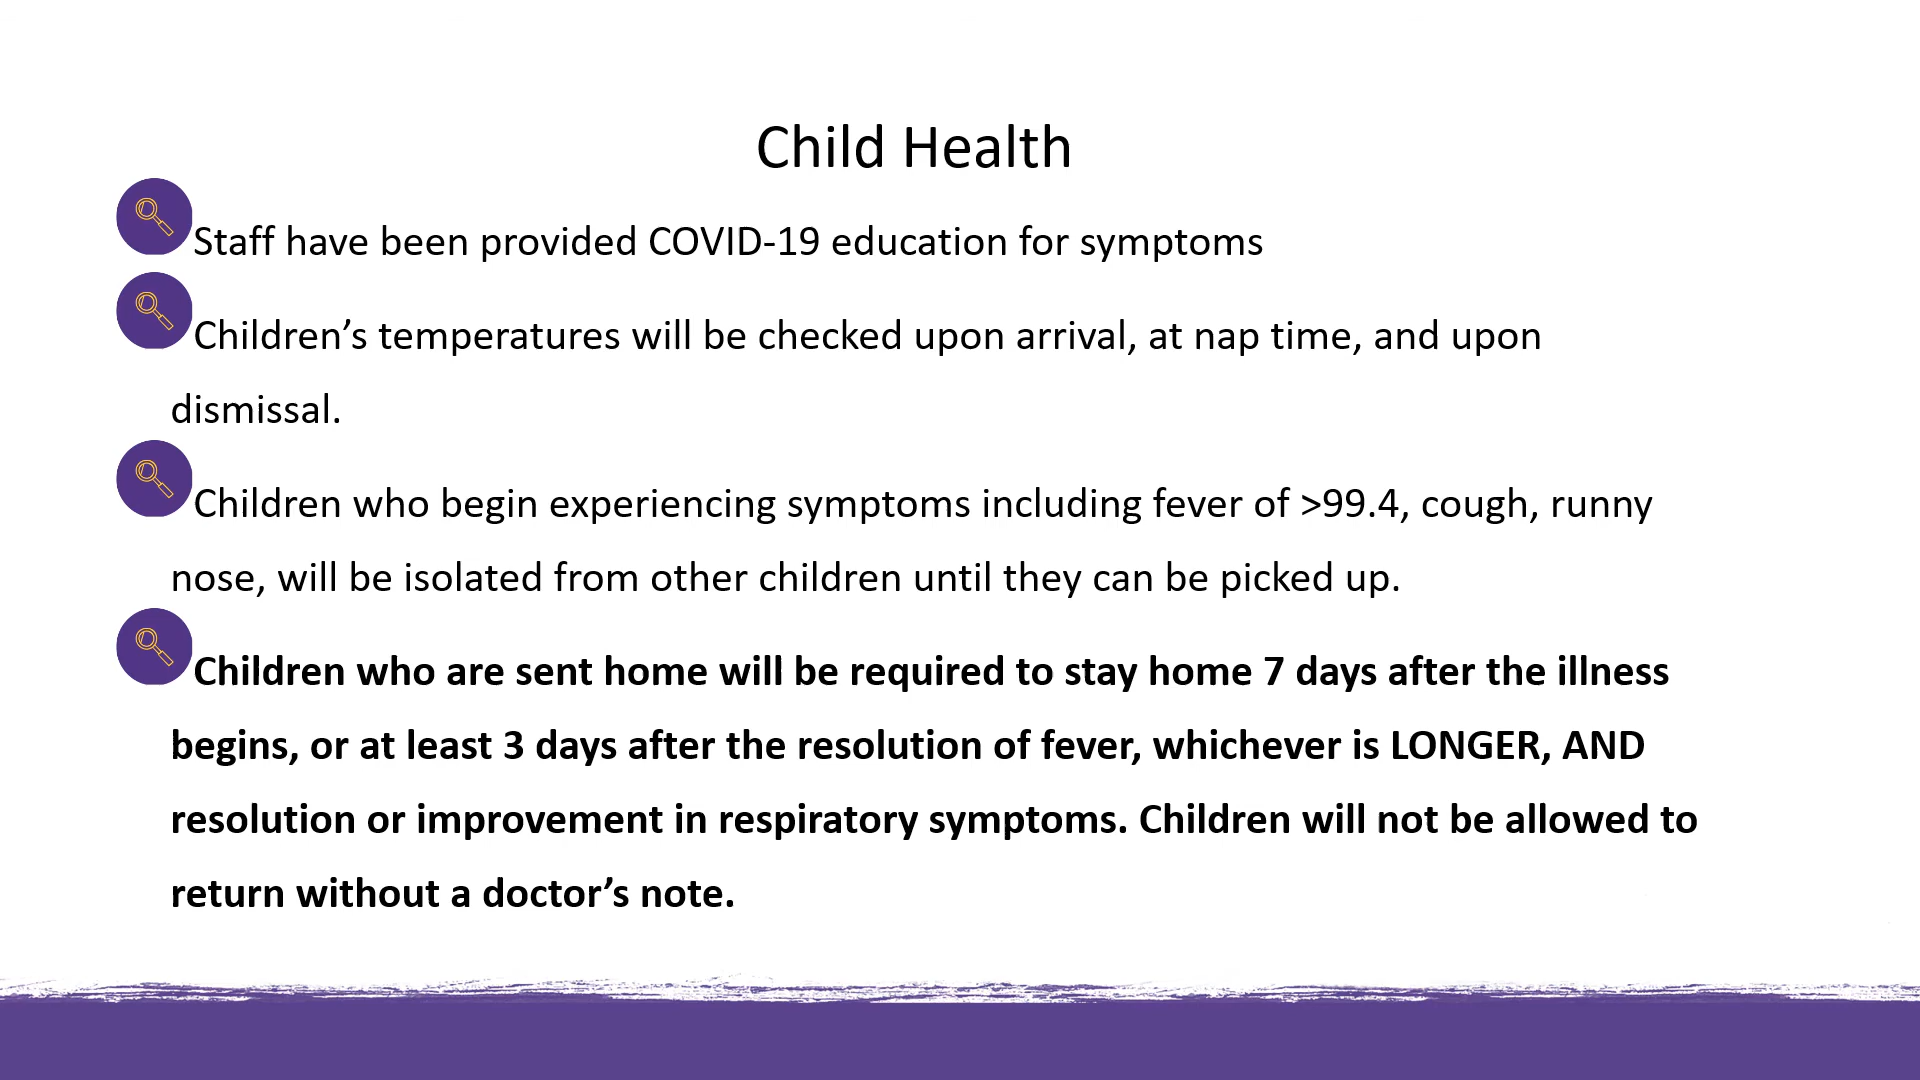 Child Health
Staff have been provided COVID-19 education for symptoms
Children’s temperatures will be checked upon arrival, at nap time, and upon
dismissal.
Children who begin experiencing symptoms including fever of >99.4, cough, runny
nose, will be isolated from other children until they can be picked up.
Children who are sent home will be required to stay home 7 days after the illness
begins, or at least 3 days after the resolution of fever, whichever is LONGER, AND
resolution or improvement in respiratory symptoms. Children will not be allowed to
return without a doctor’s note.